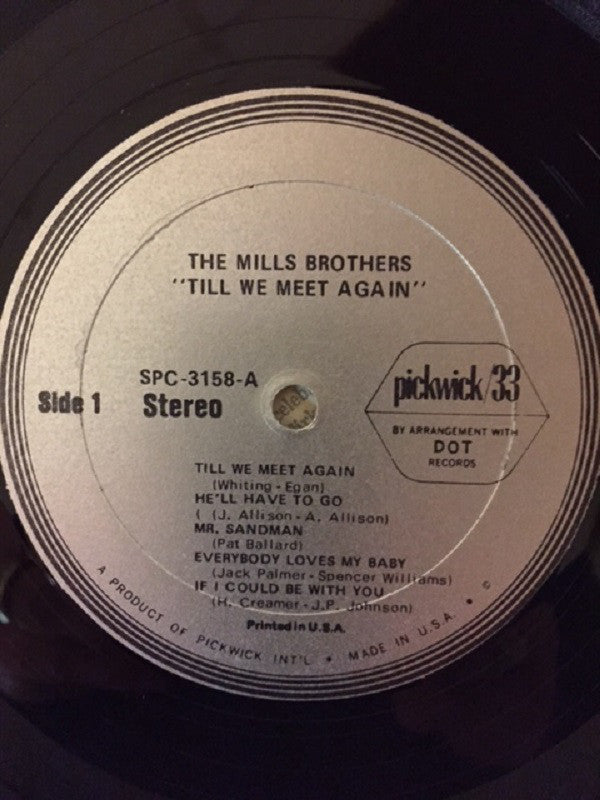 THE MILLS BROTHERS
"TILL WE MEET AGAIN"
SPC-3158-A
Side 1
Stereo
pickwick/33
BY ARRANGEMENT WITH
DOT
RECORDS
TILL WE MEET AGAIN
(Whiting - Egan)
HE'LL HAVE TO GO
( (J. Allison - A. Allison)
MR. SANDMAN
(Pat Ballard)
EVERYBODY LOVES MY BABY
(Jack Palmer - Spencer Williams)
IF I COULD BE WITH YOU
(H. Creamer - J.P. Johnson)
Printed in U.S.A.
A PRODUCT OF PICKWICK INT'L • MADE IN U.S.A. • ©